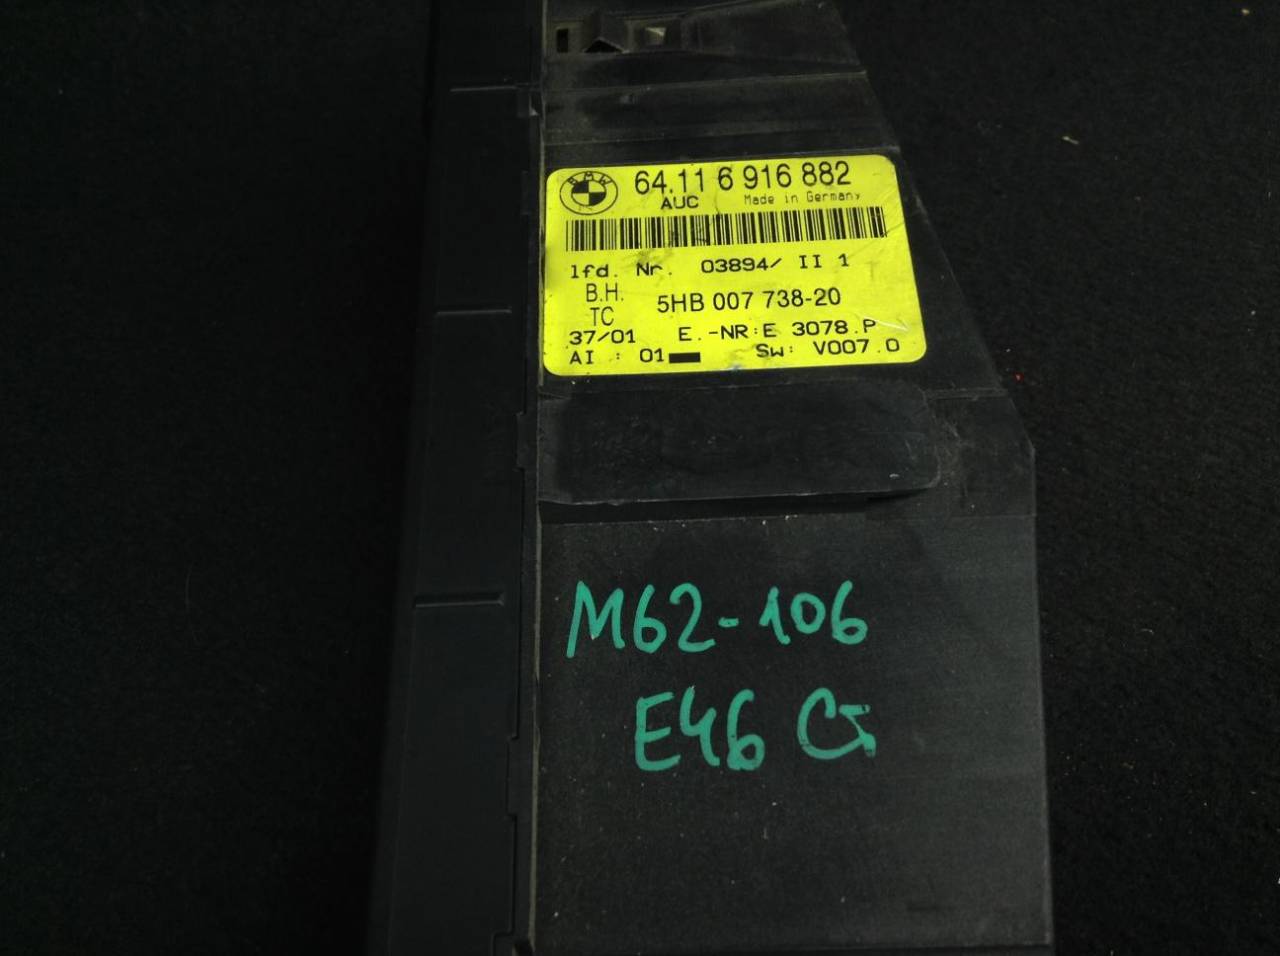 BMW
64.11 6 916 882
AUC Made in Germany
lfd. Nr. 03894/ II 1
B.H. 5HB 007 738-20
TC
37/01 E.-NR:E 3078.P
AI : 01 SW: V007.0
M62-106
E46